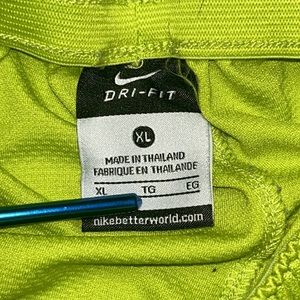 DRI-FIT
XL
MADE IN THAILAND
FABRIQUE EN THAILANDE
XL TG EG
nikebetterworld.com